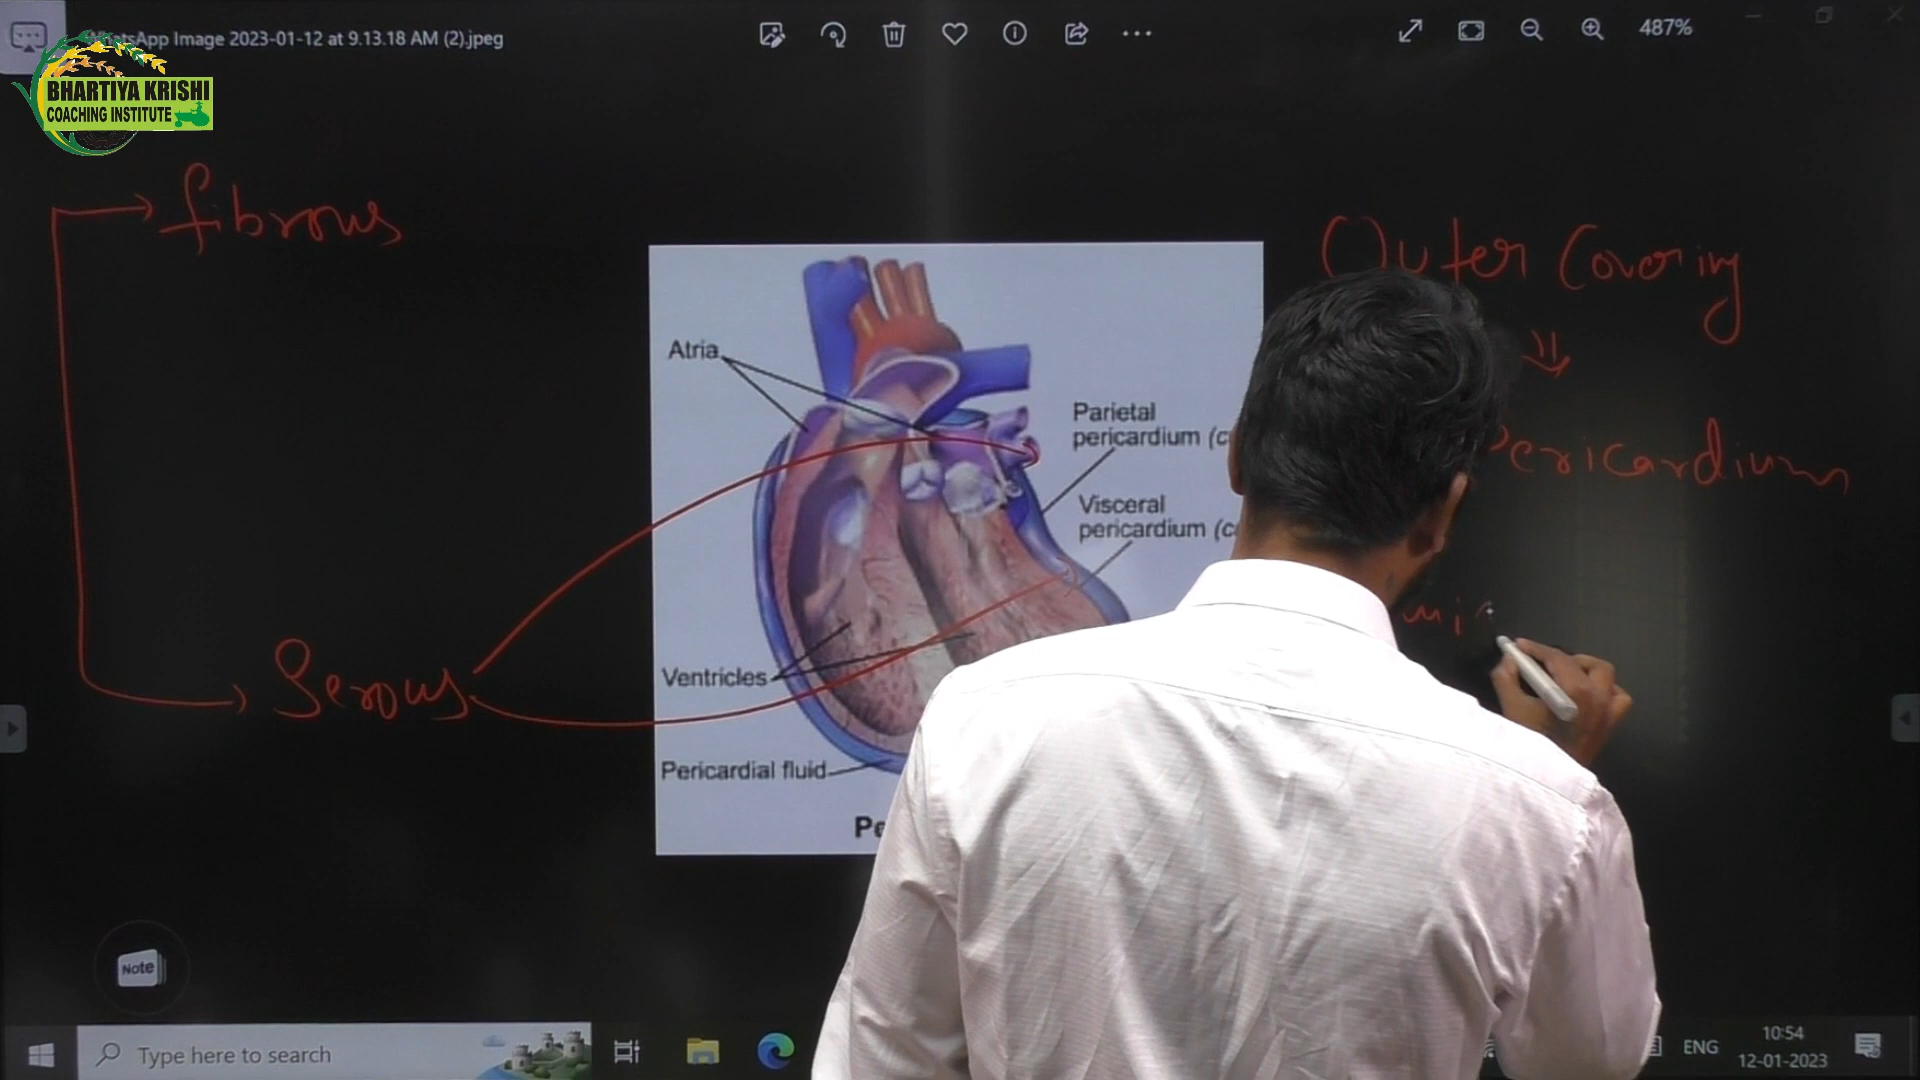 WhatsApp Image 2023-01-12 at 9.13.18 AM (2).jpeg
487%
BHARTIYA KRISHI
COACHING INSTITUTE
fibrous
Outer Covering
Atria
Parietal
pericardium (c
Pericardium
Visceral
pericardium (c
Ventricles
Serous
Pericardial fluid
Pe
Note
Type here to search
ENG
10:54
12-01-2023